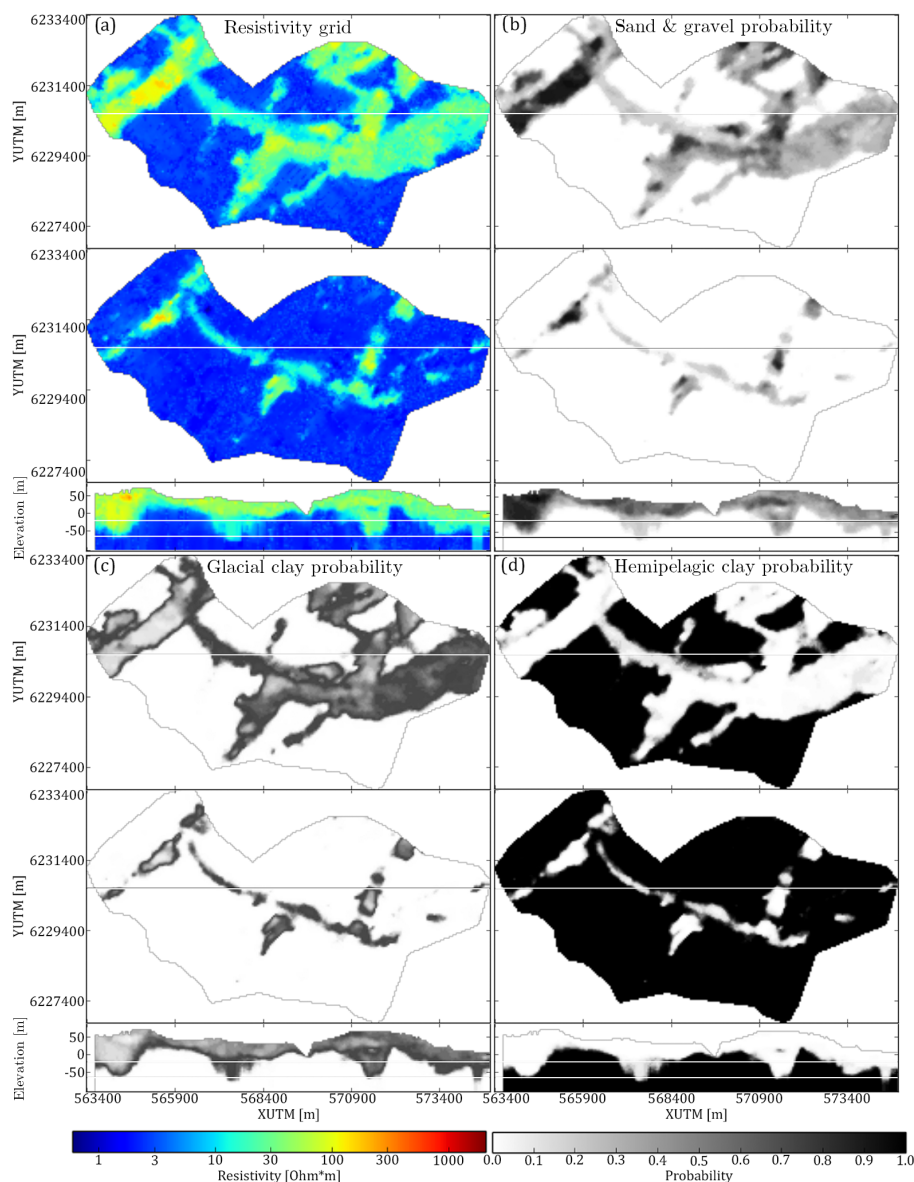 (a) Resistivity grid
(b) Sand & gravel probability
6233400
6231400
6229400
6227400
YUTM [m]
6233400
6231400
6229400
6227400
YUTM [m]
50
0
-50
Elevation [m]
(c) Glacial clay probability
(d) Hemipelagic clay probability
6233400
6231400
6229400
6227400
YUTM [m]
6233400
6231400
6229400
6227400
YUTM [m]
50
0
-50
Elevation [m]
563400 565900 568400 570900 573400
XUTM [m]
563400 565900 568400 570900 573400
XUTM [m]
1 3 10 30 100 300 1000
Resistivity [Ohm*m]
0.0 0.1 0.2 0.3 0.4 0.5 0.6 0.7 0.8 0.9 1.0
Probability